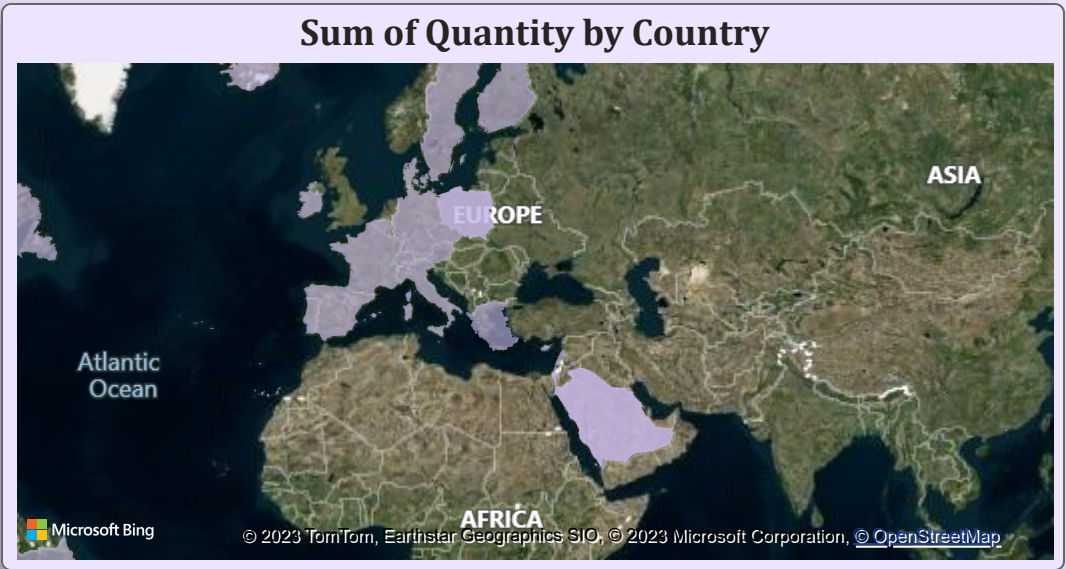 Sum of Quantity by Country
ASIA
EUROPE
Atlantic
Ocean
AFRICA
Microsoft Bing
© 2023 TomTom, Earthstar Geographics SIO, © 2023 Microsoft Corporation, © OpenStreetMap